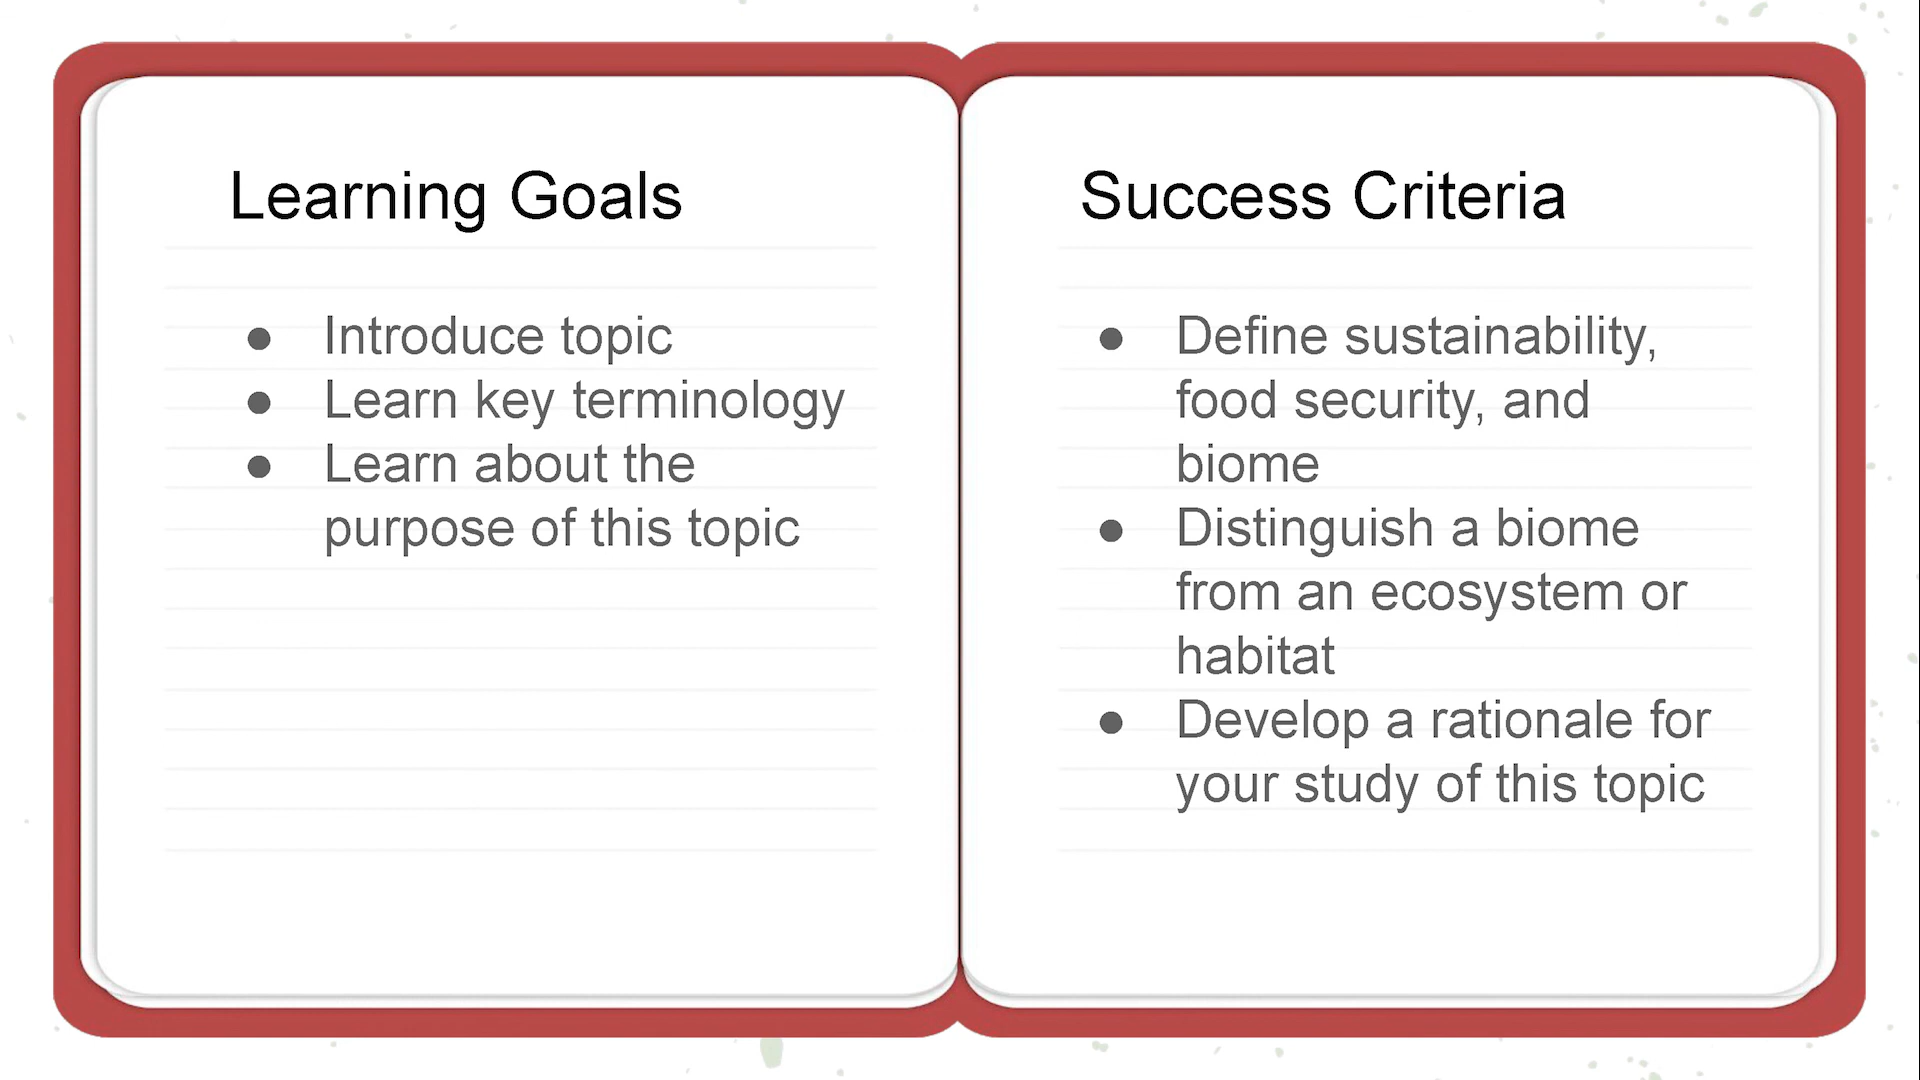 Learning Goals
● Introduce topic
● Learn key terminology
● Learn about the
purpose of this topic
Success Criteria
● Define sustainability,
food security, and
biome
● Distinguish a biome
from an ecosystem or
habitat
● Develop a rationale for
your study of this topic